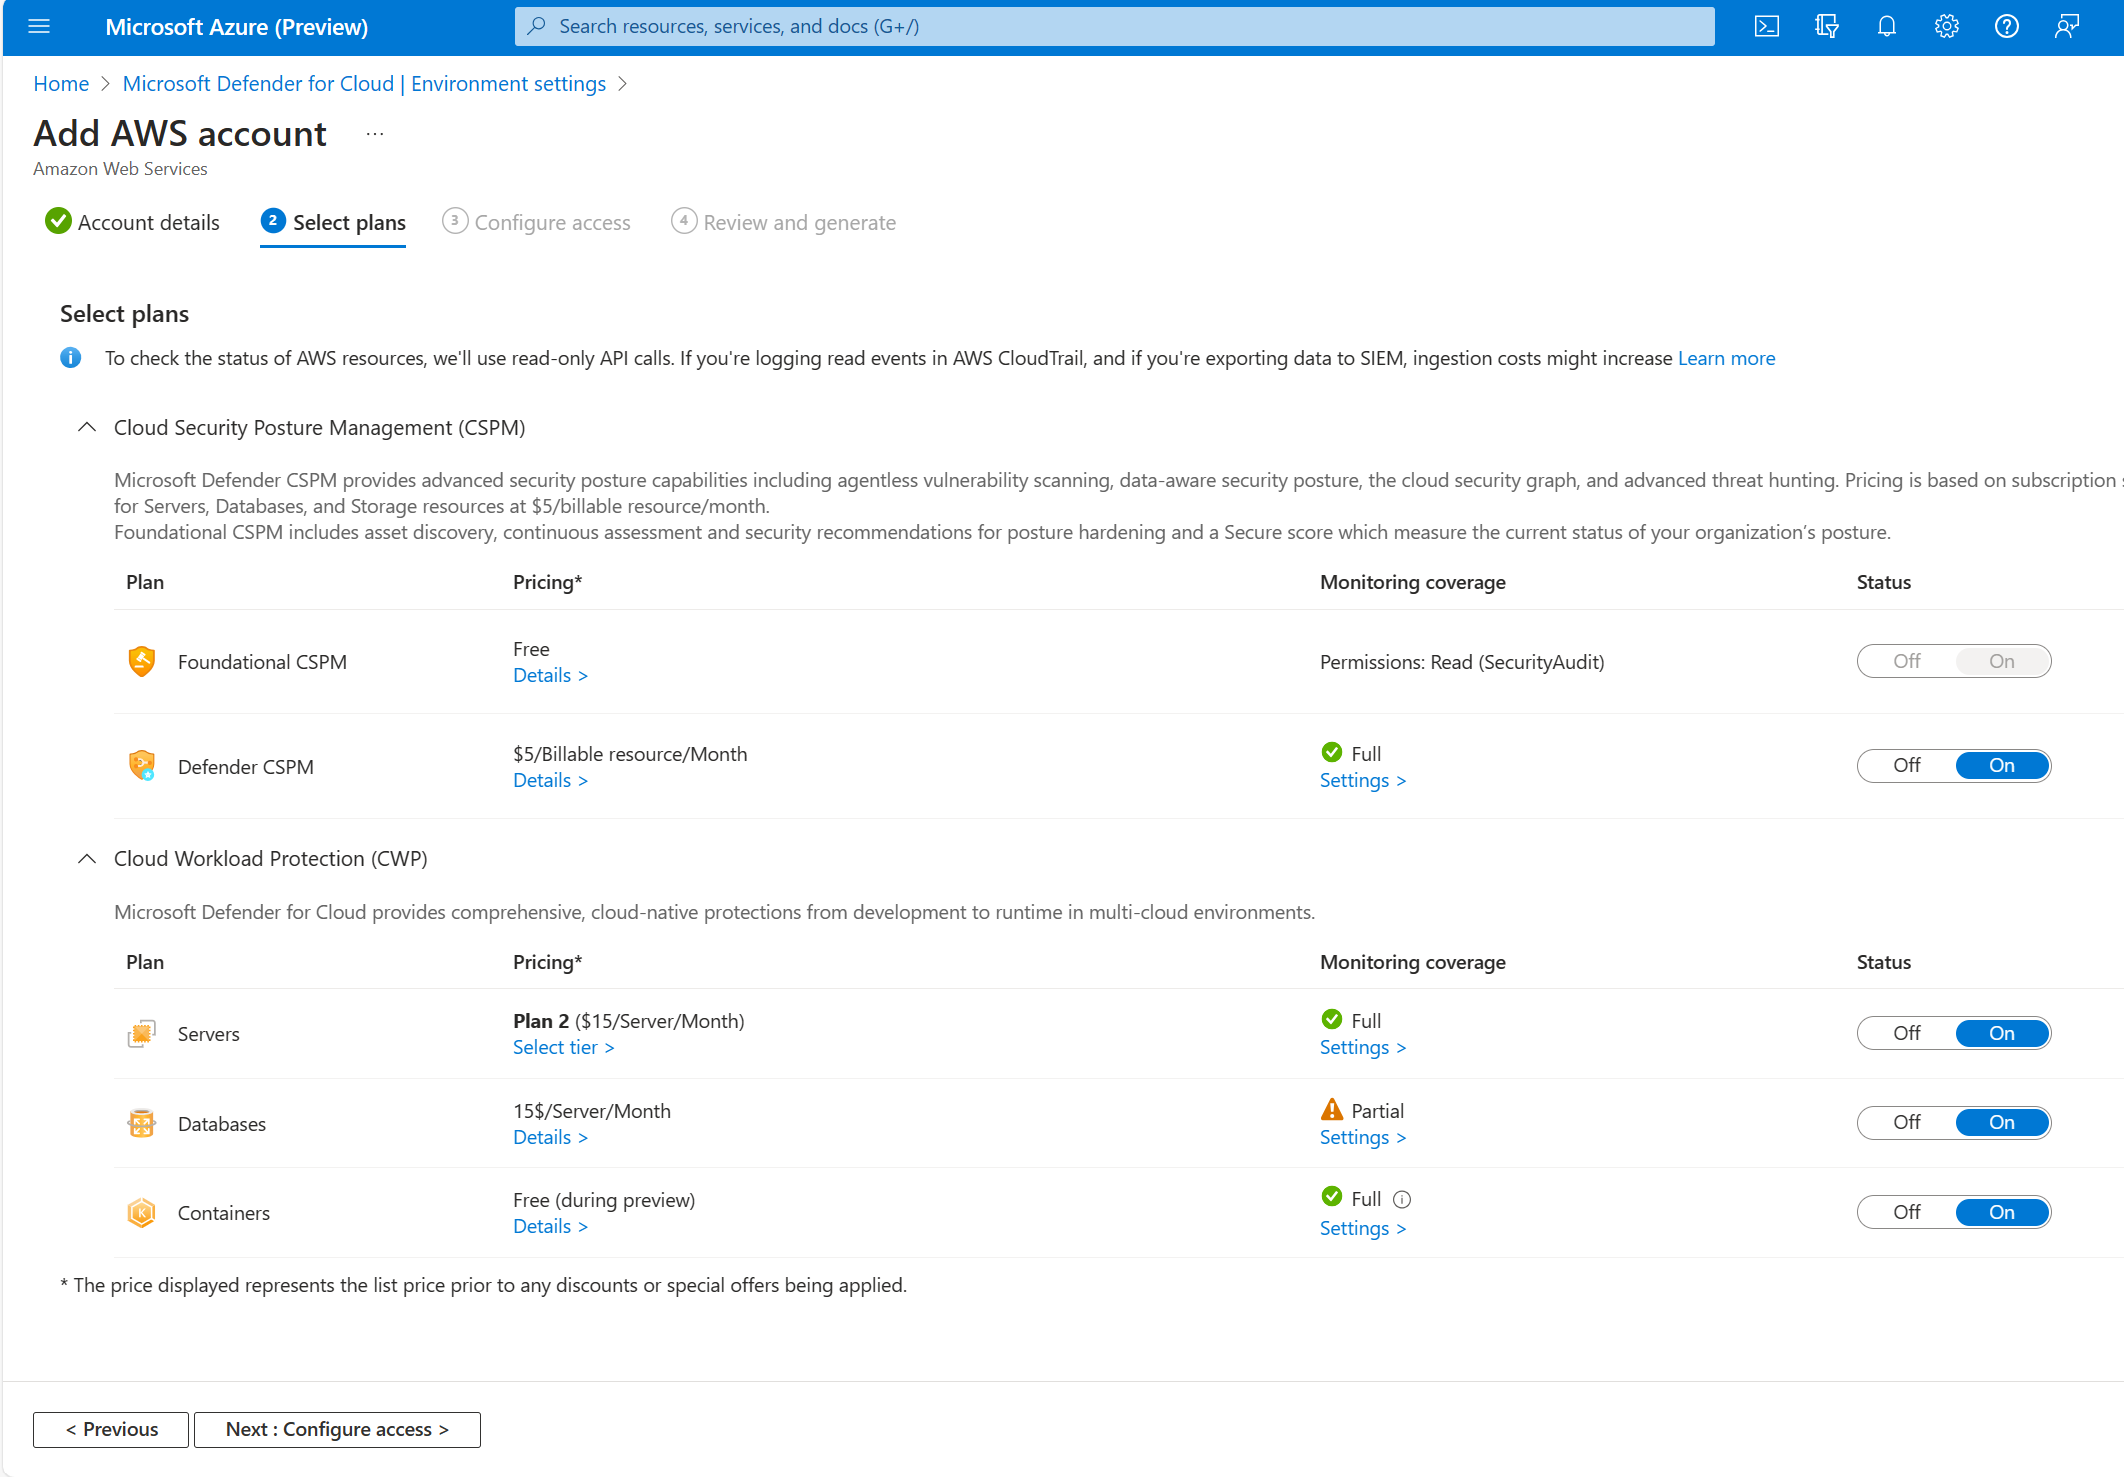 Microsoft Azure (Preview)
Search resources, services, and docs (G+/)
Home > Microsoft Defender for Cloud | Environment settings >
Add AWS account ...
Amazon Web Services
Account details
2 Select plans
3 Configure access
4 Review and generate
Select plans
To check the status of AWS resources, we'll use read-only API calls. If you're logging read events in AWS CloudTrail, and if you're exporting data to SIEM, ingestion costs might increase Learn more
Cloud Security Posture Management (CSPM)
Microsoft Defender CSPM provides advanced security posture capabilities including agentless vulnerability scanning, data-aware security posture, the cloud security graph, and advanced threat hunting. Pricing is based on subscription
for Servers, Databases, and Storage resources at $5/billable resource/month.
Foundational CSPM includes asset discovery, continuous assessment and security recommendations for posture hardening and a Secure score which measure the current status of your organization’s posture.
Plan Pricing* Monitoring coverage Status
Foundational CSPM
Free
Details >
Permissions: Read (SecurityAudit)
Off On
Defender CSPM
$5/Billable resource/Month
Details >
Full
Settings >
Off On
Cloud Workload Protection (CWP)
Microsoft Defender for Cloud provides comprehensive, cloud-native protections from development to runtime in multi-cloud environments.
Plan Pricing* Monitoring coverage Status
Servers
Plan 2 ($15/Server/Month)
Select tier >
Full
Settings >
Off On
Databases
15$/Server/Month
Details >
Partial
Settings >
Off On
Containers
Free (during preview)
Details >
Full
Settings >
Off On
* The price displayed represents the list price prior to any discounts or special offers being applied.
< Previous
Next : Configure access >